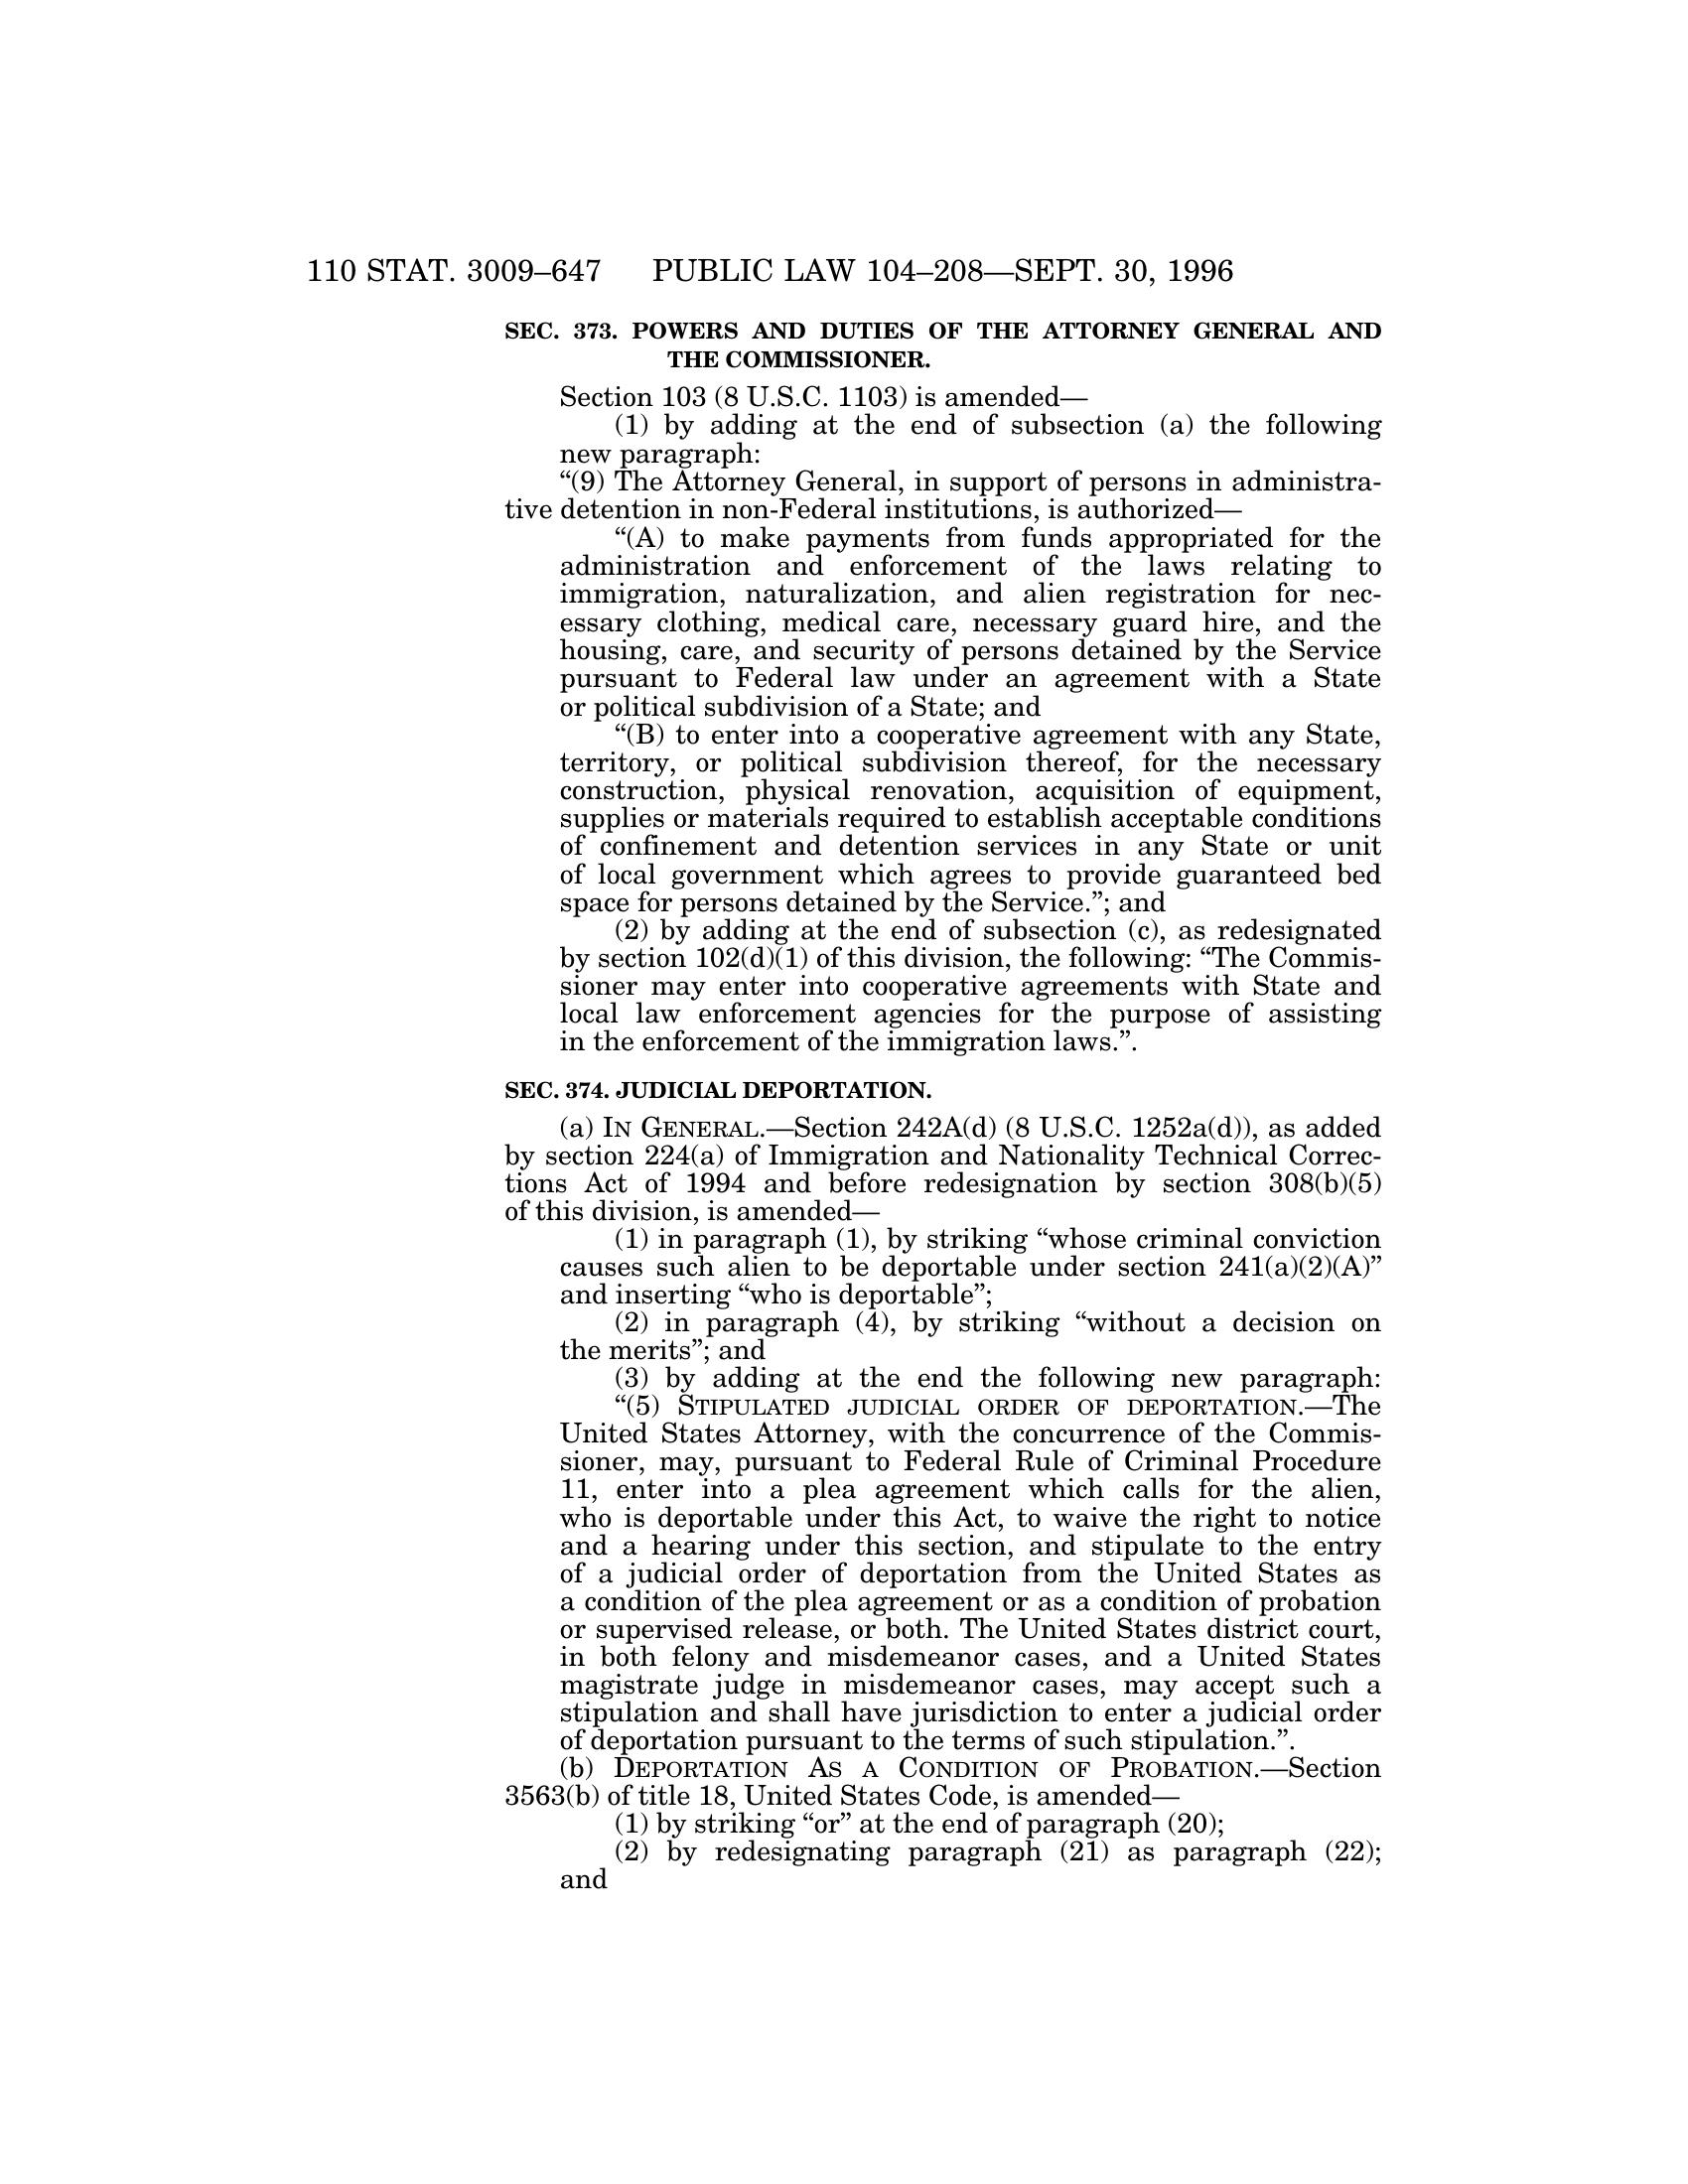 110 STAT. 3009–647 PUBLIC LAW 104–208—SEPT. 30, 1996
SEC. 373. POWERS AND DUTIES OF THE ATTORNEY GENERAL AND
THE COMMISSIONER.
Section 103 (8 U.S.C. 1103) is amended—
(1) by adding at the end of subsection (a) the following
new paragraph:
“(9) The Attorney General, in support of persons in administra-
tive detention in non-Federal institutions, is authorized—
“(A) to make payments from funds appropriated for the
administration and enforcement of the laws relating to
immigration, naturalization, and alien registration for nec-
essary clothing, medical care, necessary guard hire, and the
housing, care, and security of persons detained by the Service
pursuant to Federal law under an agreement with a State
or political subdivision of a State; and
“(B) to enter into a cooperative agreement with any State,
territory, or political subdivision thereof, for the necessary
construction, physical renovation, acquisition of equipment,
supplies or materials required to establish acceptable conditions
of confinement and detention services in any State or unit
of local government which agrees to provide guaranteed bed
space for persons detained by the Service.”; and
(2) by adding at the end of subsection (c), as redesignated
by section 102(d)(1) of this division, the following: “The Commis-
sioner may enter into cooperative agreements with State and
local law enforcement agencies for the purpose of assisting
in the enforcement of the immigration laws.”.
SEC. 374. JUDICIAL DEPORTATION.
(a) IN GENERAL.—Section 242A(d) (8 U.S.C. 1252a(d)), as added
by section 224(a) of Immigration and Nationality Technical Correc-
tions Act of 1994 and before redesignation by section 308(b)(5)
of this division, is amended—
(1) in paragraph (1), by striking “whose criminal conviction
causes such alien to be deportable under section 241(a)(2)(A)”
and inserting “who is deportable”;
(2) in paragraph (4), by striking “without a decision on
the merits”; and
(3) by adding at the end the following new paragraph:
“(5) STIPULATED JUDICIAL ORDER OF DEPORTATION.—The
United States Attorney, with the concurrence of the Commis-
sioner, may, pursuant to Federal Rule of Criminal Procedure
11, enter into a plea agreement which calls for the alien,
who is deportable under this Act, to waive the right to notice
and a hearing under this section, and stipulate to the entry
of a judicial order of deportation from the United States as
a condition of the plea agreement or as a condition of probation
or supervised release, or both. The United States district court,
in both felony and misdemeanor cases, and a United States
magistrate judge in misdemeanor cases, may accept such a
stipulation and shall have jurisdiction to enter a judicial order
of deportation pursuant to the terms of such stipulation.”.
(b) DEPORTATION AS A CONDITION OF PROBATION.—Section
3563(b) of title 18, United States Code, is amended—
(1) by striking “or” at the end of paragraph (20);
(2) by redesignating paragraph (21) as paragraph (22);
and